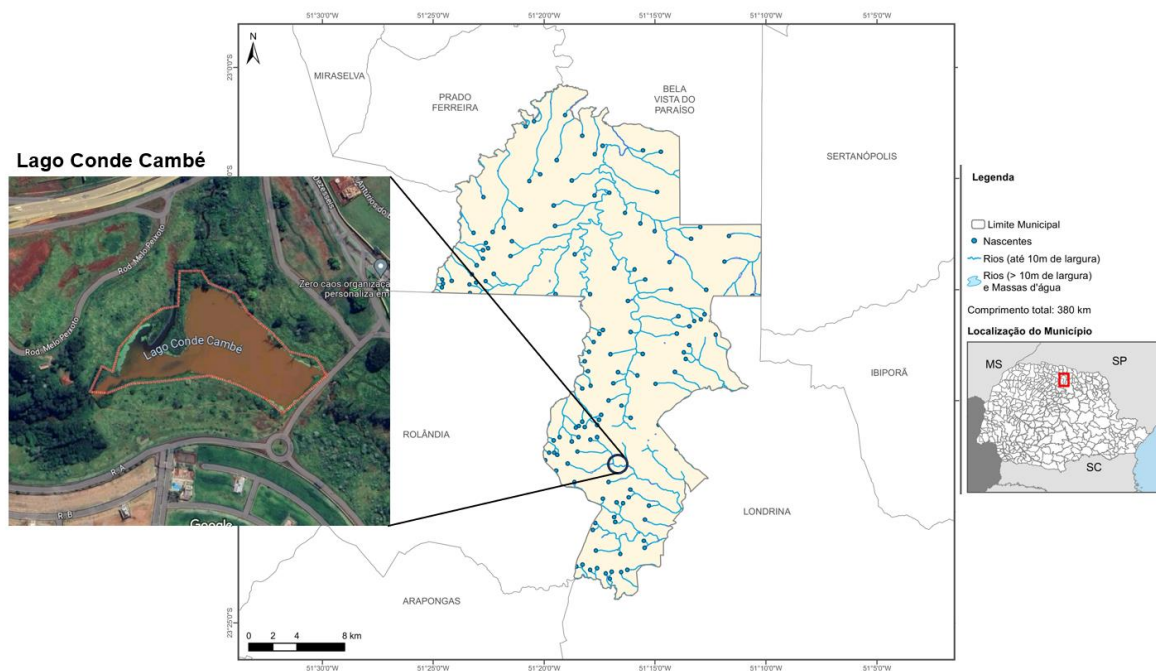 51°30'0"W
51°25'0"W
51°20'0"W
51°15'0"W
51°10'0"W
51°5'0"W
N
23°0'0"S
MIRASELVA
PRADO
FERREIRA
BELA
VISTA DO
PARAÍSO
SERTANÓPOLIS
Lago Conde Cambé
Rod. Melo Peixoto
Zero caos organiza
personaliza em
Lago Conde Cambé
Rod. Melo Peixoto
R. A
R. B
Google
ROLÂNDIA
IBIPORÃ
LONDRINA
ARAPONGAS
23°25'0"S
0 2 4 8 km
51°30'0"W
51°25'0"W
51°20'0"W
51°15'0"W
51°10'0"W
51°5'0"W
Legenda
Limite Municipal
Nascentes
Rios (até 10m de largura)
Rios (> 10m de largura)
e Massas d'água
Comprimento total: 380 km
Localização do Município
MS
SP
SC